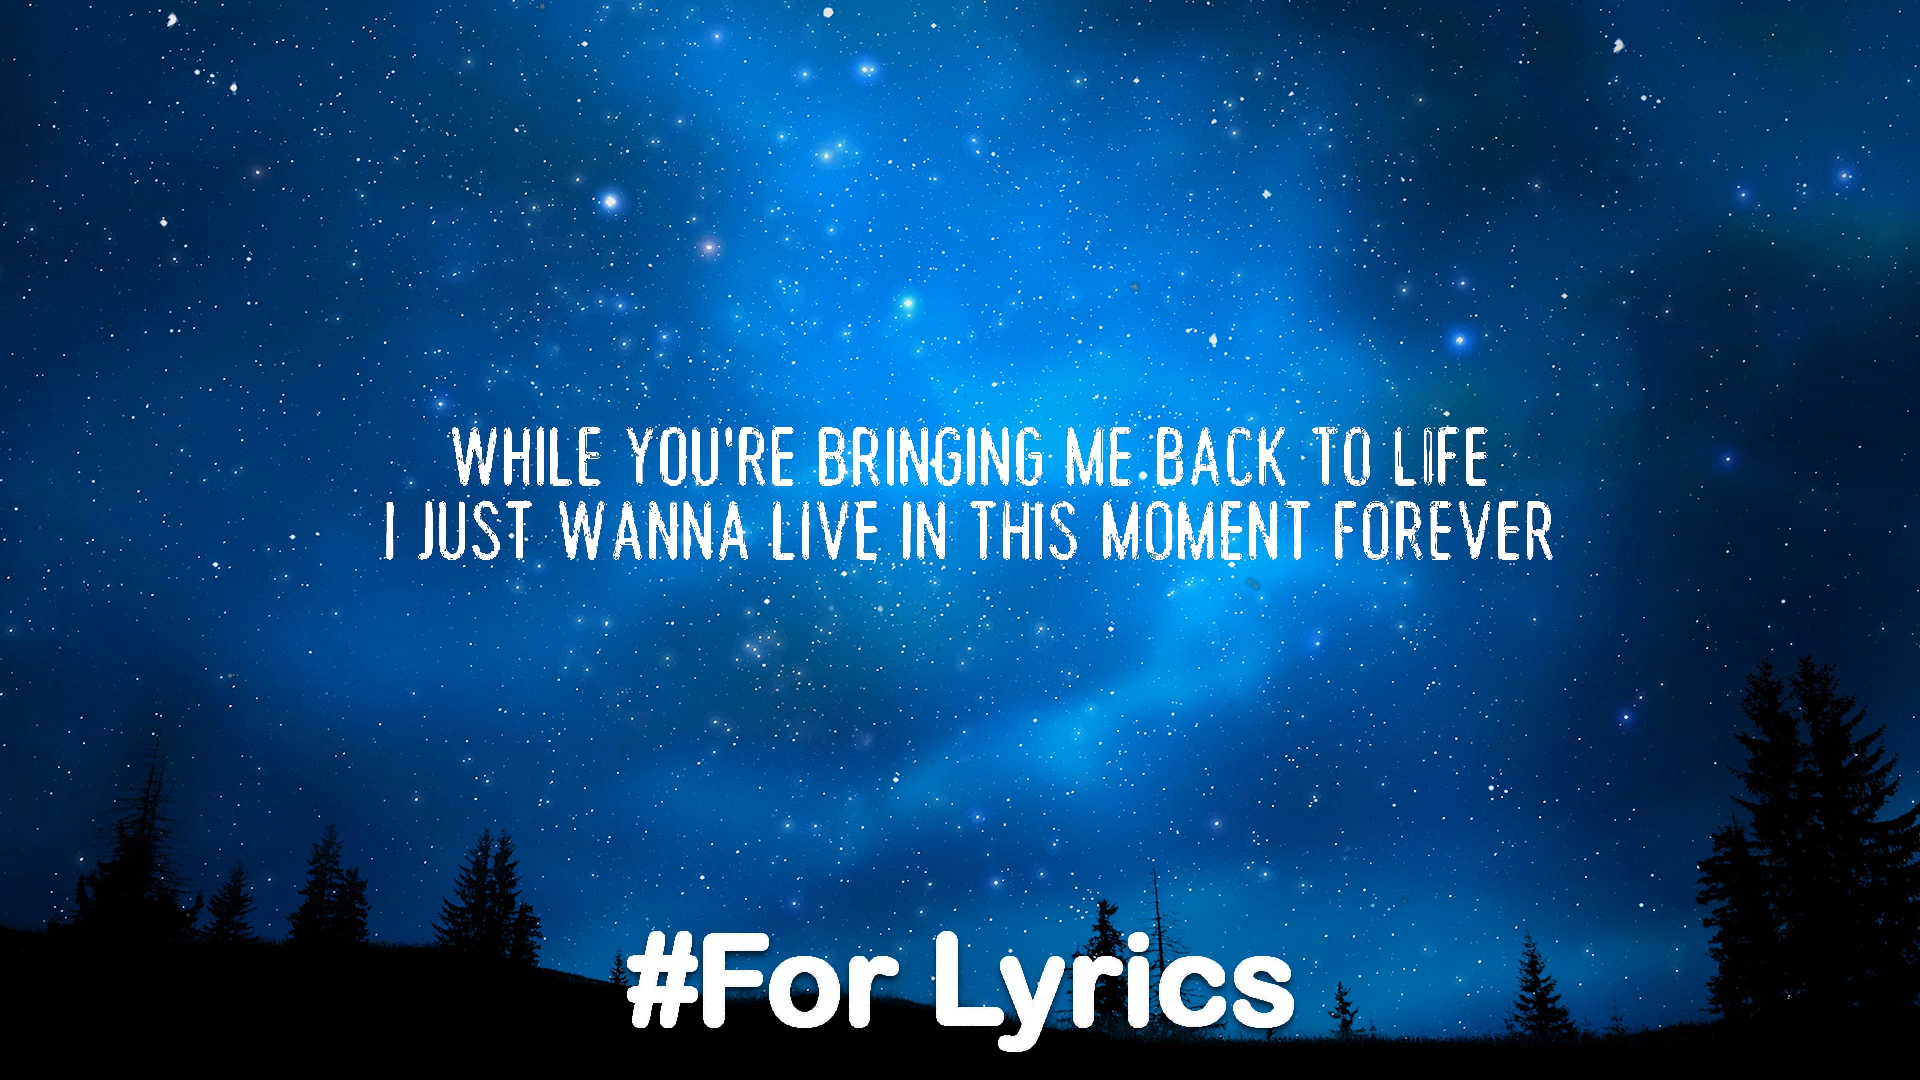 WHILE YOU'RE BRINGING ME BACK TO LIFE
I JUST WANNA LIVE IN THIS MOMENT FOREVER
#For Lyrics